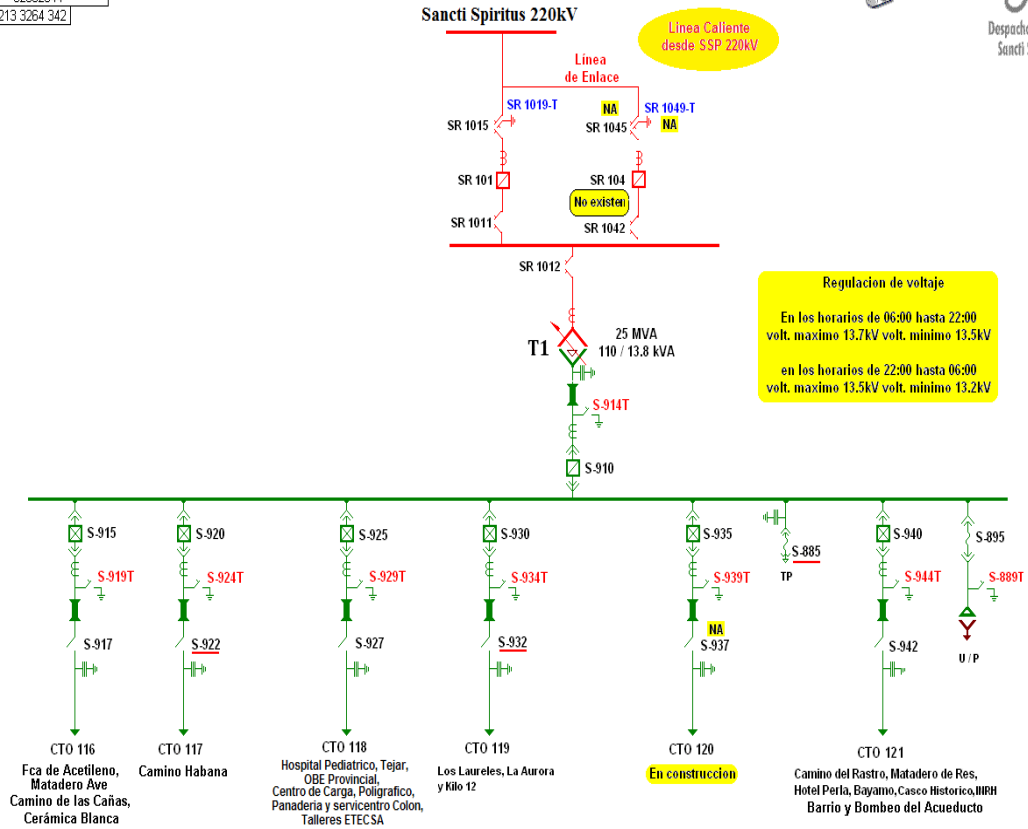 213 3264 342
Sancti Spiritus 220kV
Linea Caliente
desde SSP 220kV
Despacho
Sancti S
Línea
de Enlace
SR 1019-T
NA
SR 1049-T
SR 1015
SR 1045
NA
SR 101
SR 104
No existen
SR 1011
SR 1042
SR 1012
Regulacion de voltaje
En los horarios de 06:00 hasta 22:00
volt. maximo 13.7kV volt. minimo 13.5kV
en los horarios de 22:00 hasta 06:00
volt. maximo 13.5kV volt. minimo 13.2kV
T1
25 MVA
110 / 13.8 kVA
S-914T
S-910
S-915
S-920
S-925
S-930
S-935
S-885
S-940
S-895
S-919T
S-924T
S-929T
S-934T
S-939T
TP
S-944T
S-889T
NA
S-917
S-922
S-927
S-932
S-937
S-942
U / P
CTO 116
CTO 117
CTO 118
CTO 119
CTO 120
CTO 121
Fca de Acetileno,
Matadero Ave
Camino de las Cañas,
Cerámica Blanca
Camino Habana
Hospital Pediatrico, Tejar,
OBE Provincial,
Centro de Carga, Poligrafico,
Panaderia y servicentro Colon,
Talleres ETECSA
Los Laureles, La Aurora
y Kilo 12
En construccion
Camino del Rastro, Matadero de Res,
Hotel Perla, Bayamo, Casco Historico, INRH
Barrio y Bombeo del Acueducto